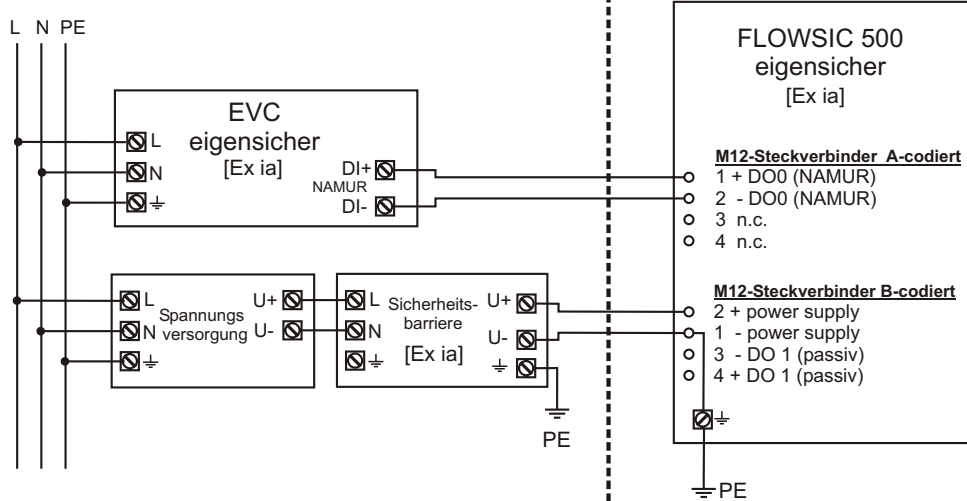 L N PE
EVC
eigensicher
[Ex ia]
L
N
DI+
NAMUR
DI-
Spannungs
versorgung
L
N
U+
U-
Sicherheits-
barriere
[Ex ia]
L
N
U+
U-
PE
FLOWSIC 500
eigensicher
[Ex ia]
M12-Steckverbinder A-codiert
1 + DO0 (NAMUR)
2 - DO0 (NAMUR)
3 n.c.
4 n.c.
M12-Steckverbinder B-codiert
2 + power supply
1 - power supply
3 - DO 1 (passiv)
4 + DO 1 (passiv)
PE